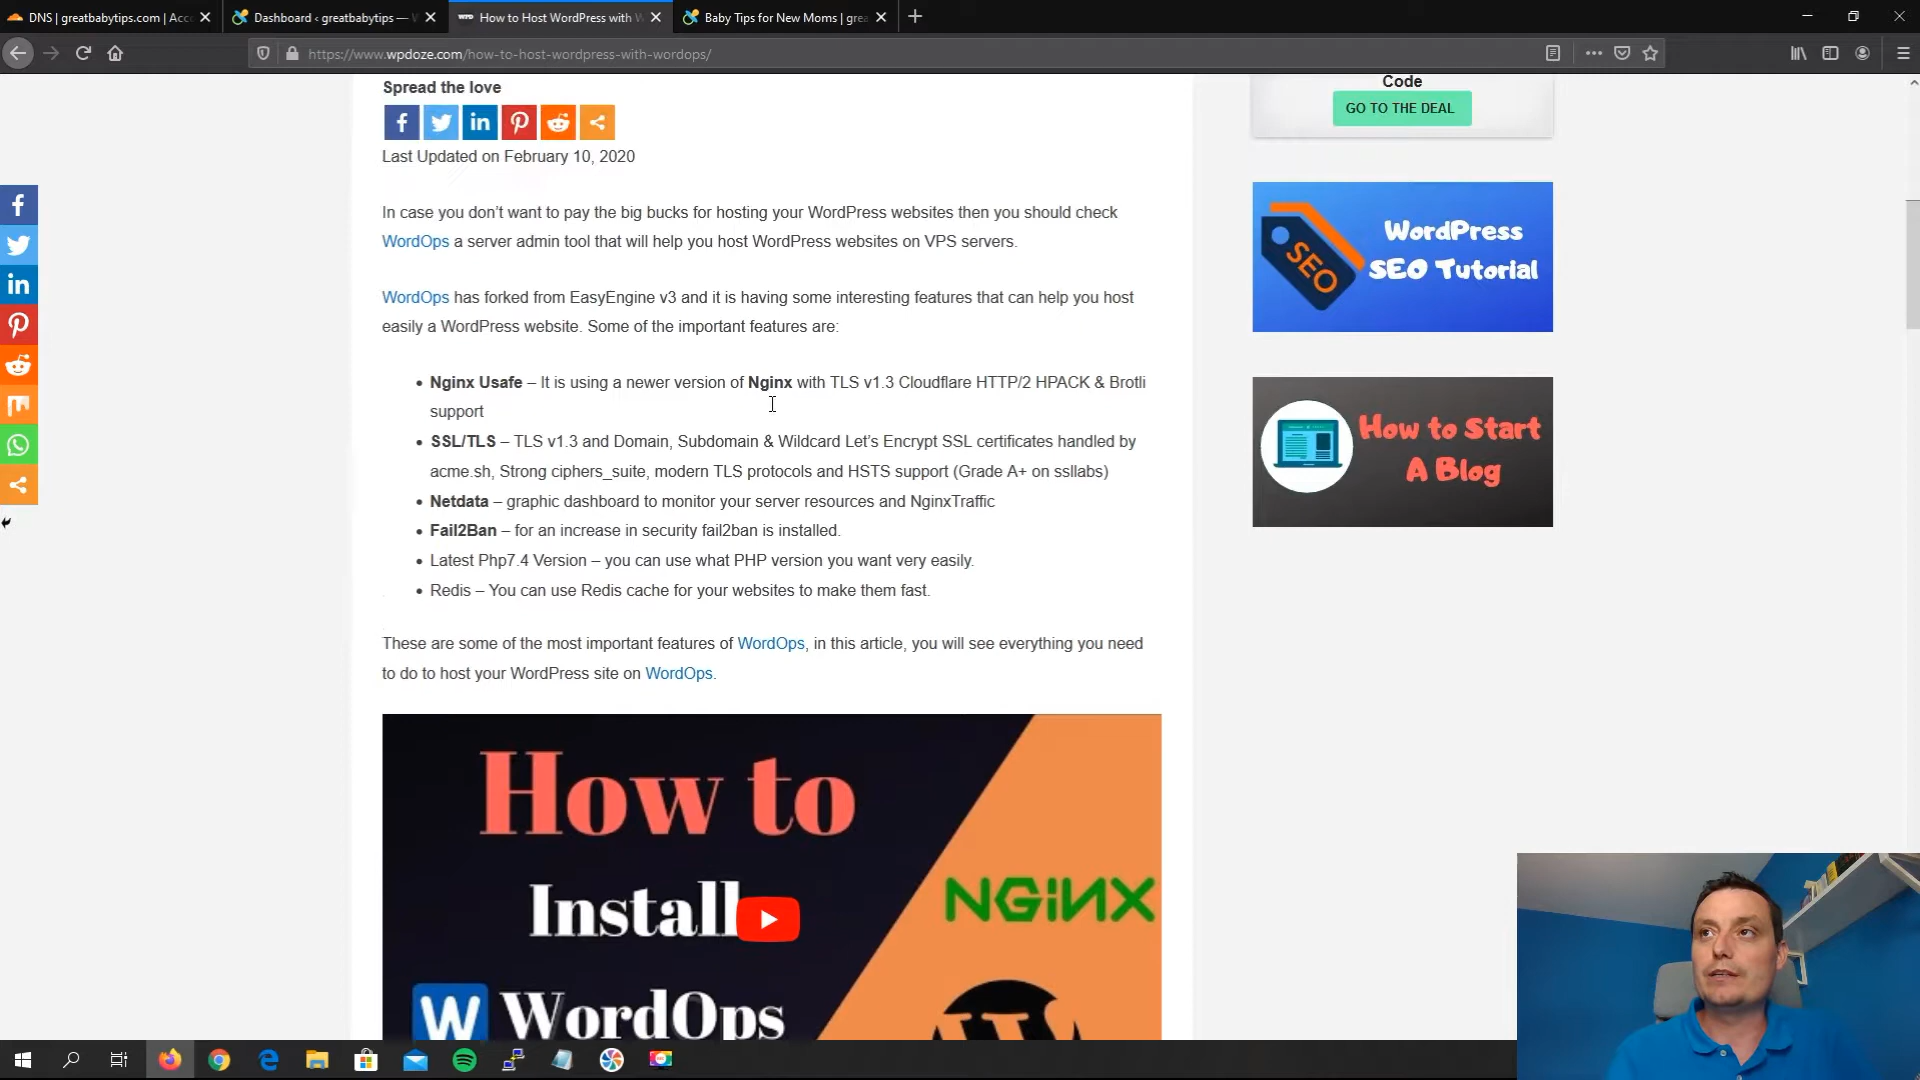 DNS | greatbabytips.com | Acc
Dashboard ‹ greatbabytips — W
How to Host WordPress with W
Baby Tips for New Moms | grea
https://www.wpdoze.com/how-to-host-wordpress-with-wordops/
Spread the love
Last Updated on February 10, 2020
In case you don’t want to pay the big bucks for hosting your WordPress websites then you should check
WordOps a server admin tool that will help you host WordPress websites on VPS servers.
WordOps has forked from EasyEngine v3 and it is having some interesting features that can help you host
easily a WordPress website. Some of the important features are:
• Nginx Usafe – It is using a newer version of Nginx with TLS v1.3 Cloudflare HTTP/2 HPACK & Brotli
support
• SSL/TLS – TLS v1.3 and Domain, Subdomain & Wildcard Let’s Encrypt SSL certificates handled by
acme.sh, Strong ciphers_suite, modern TLS protocols and HSTS support (Grade A+ on ssllabs)
• Netdata – graphic dashboard to monitor your server resources and NginxTraffic
• Fail2Ban – for an increase in security fail2ban is installed.
• Latest Php7.4 Version – you can use what PHP version you want very easily.
• Redis – You can use Redis cache for your websites to make them fast.
These are some of the most important features of WordOps, in this article, you will see everything you need
to do to host your WordPress site on WordOps.
How to
Install
NGiNX
W WordOps
Code
GO TO THE DEAL
SEO
WordPress
SEO Tutorial
How to Start
A Blog